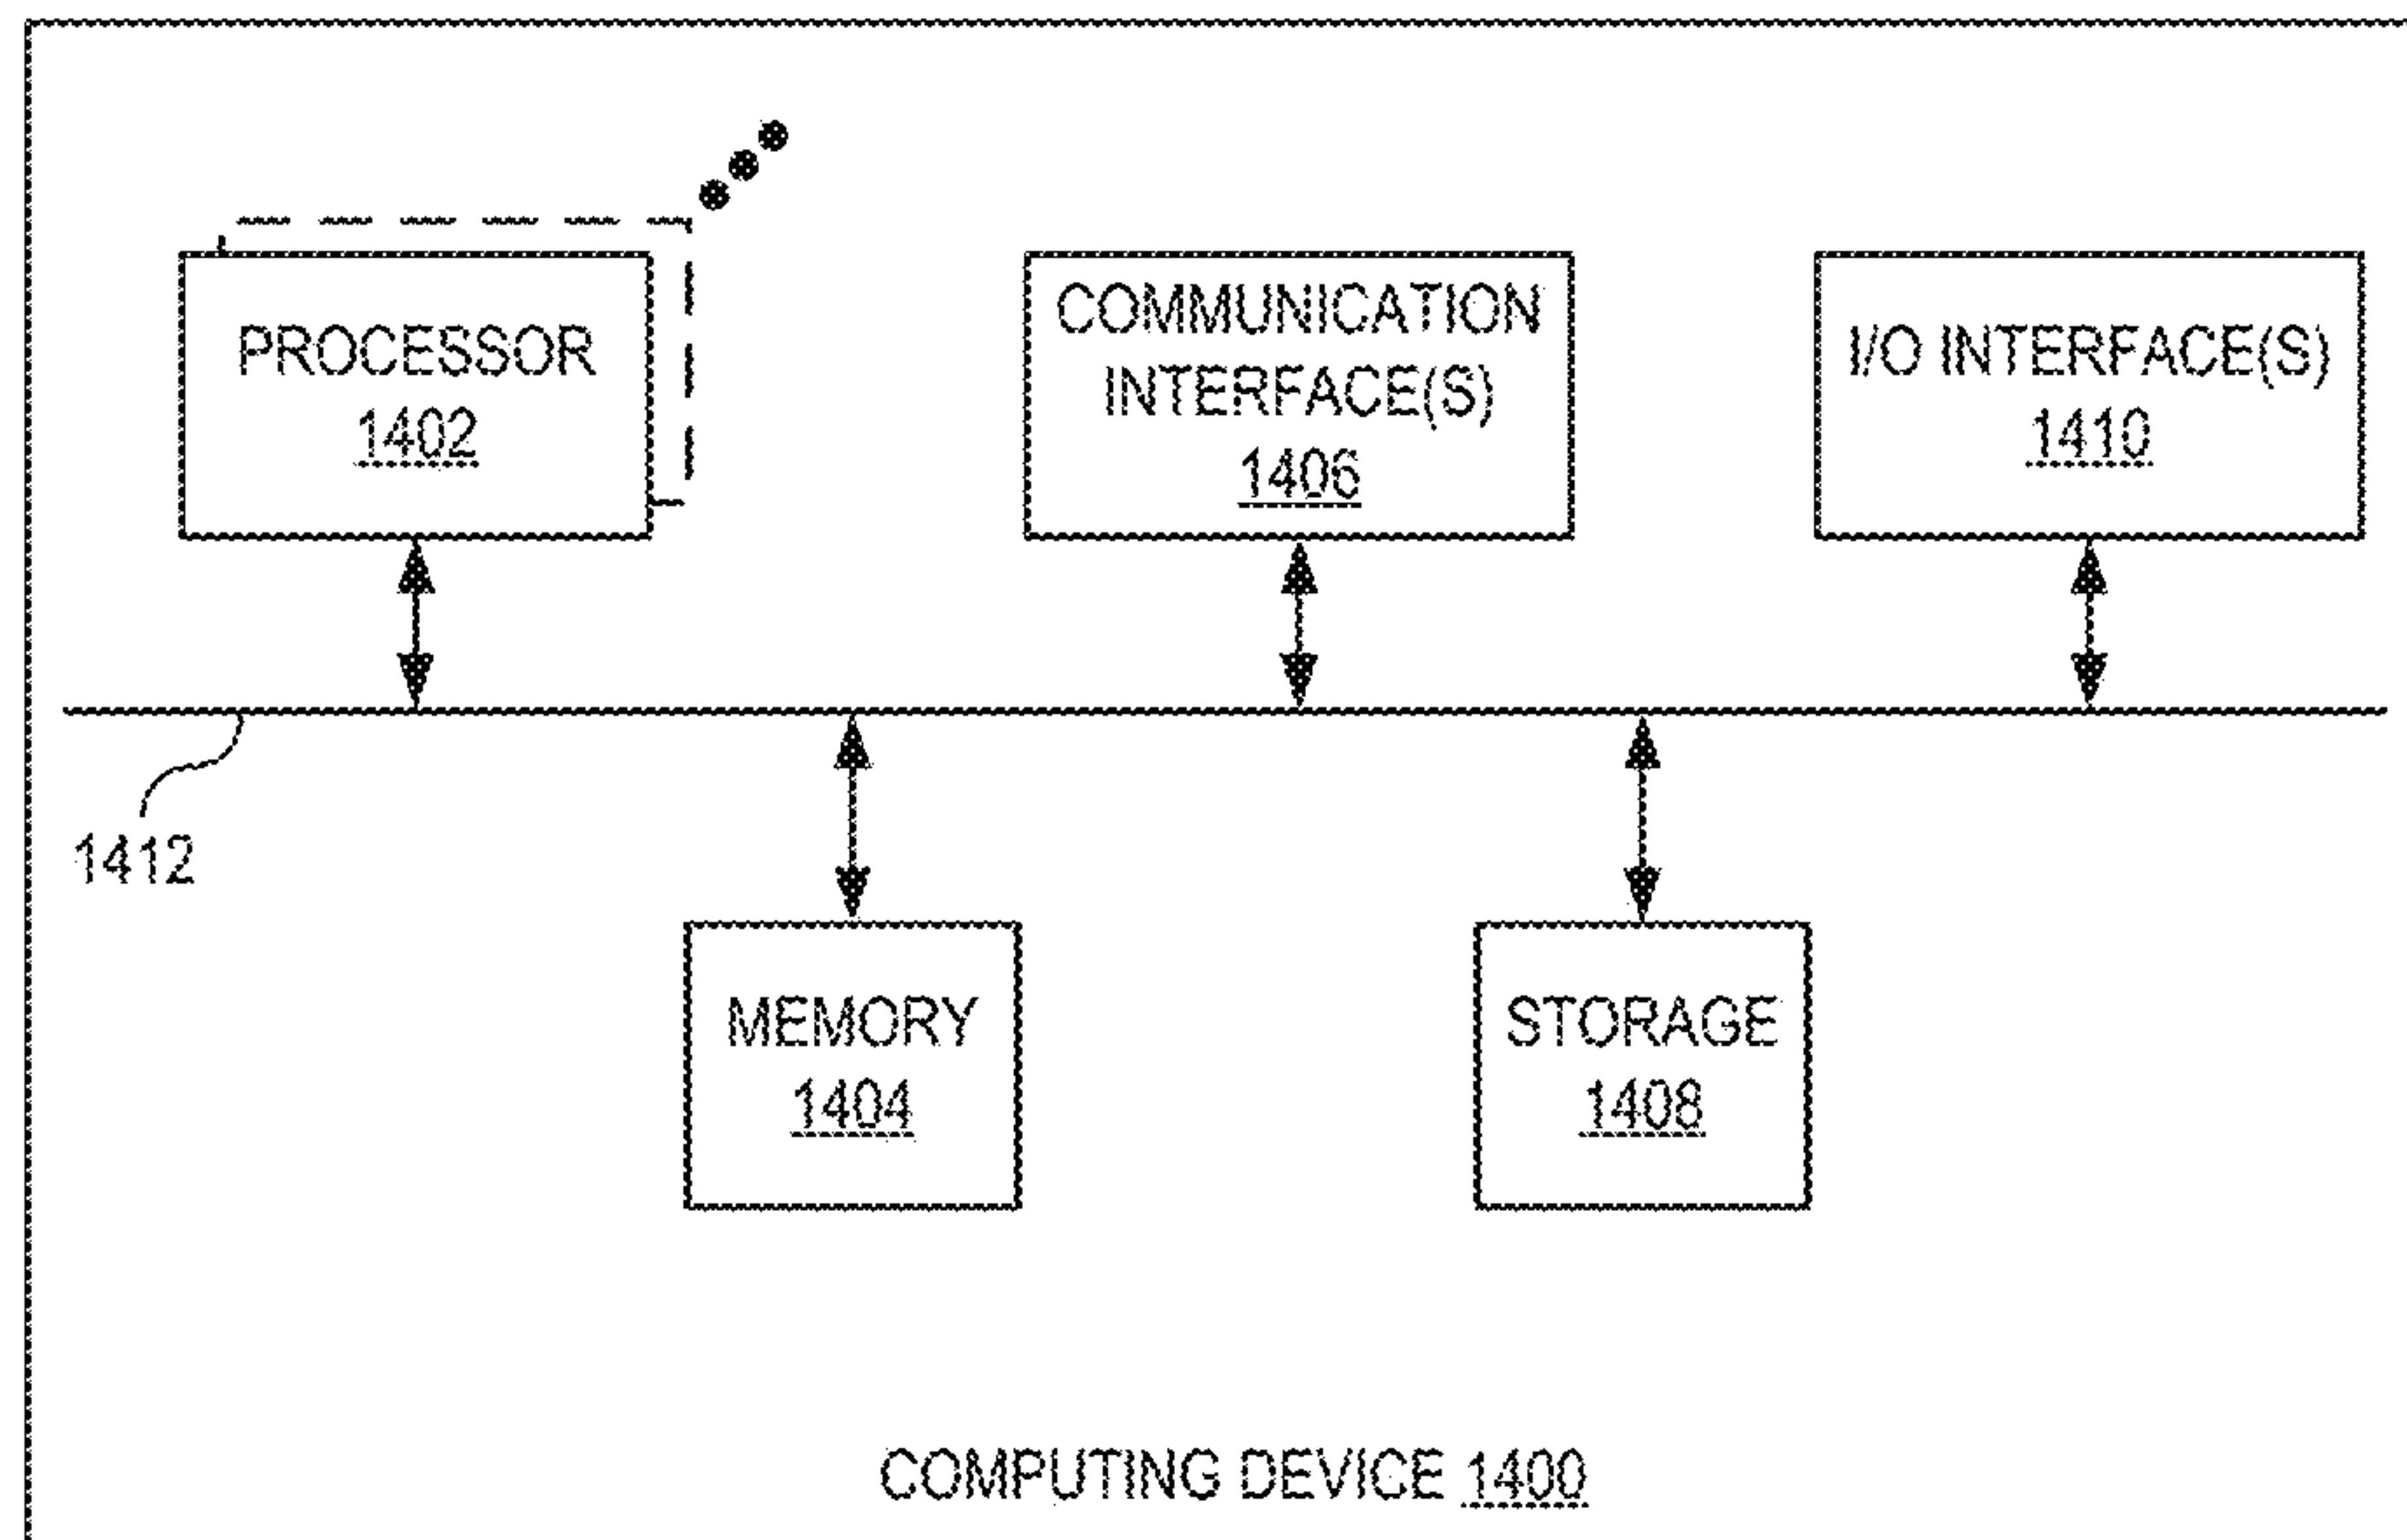 PROCESSOR
1402
COMMUNICATION
INTERFACE(S)
1406
I/O INTERFACE(S)
1410
1412
MEMORY
1404
STORAGE
1408
COMPUTING DEVICE 1400